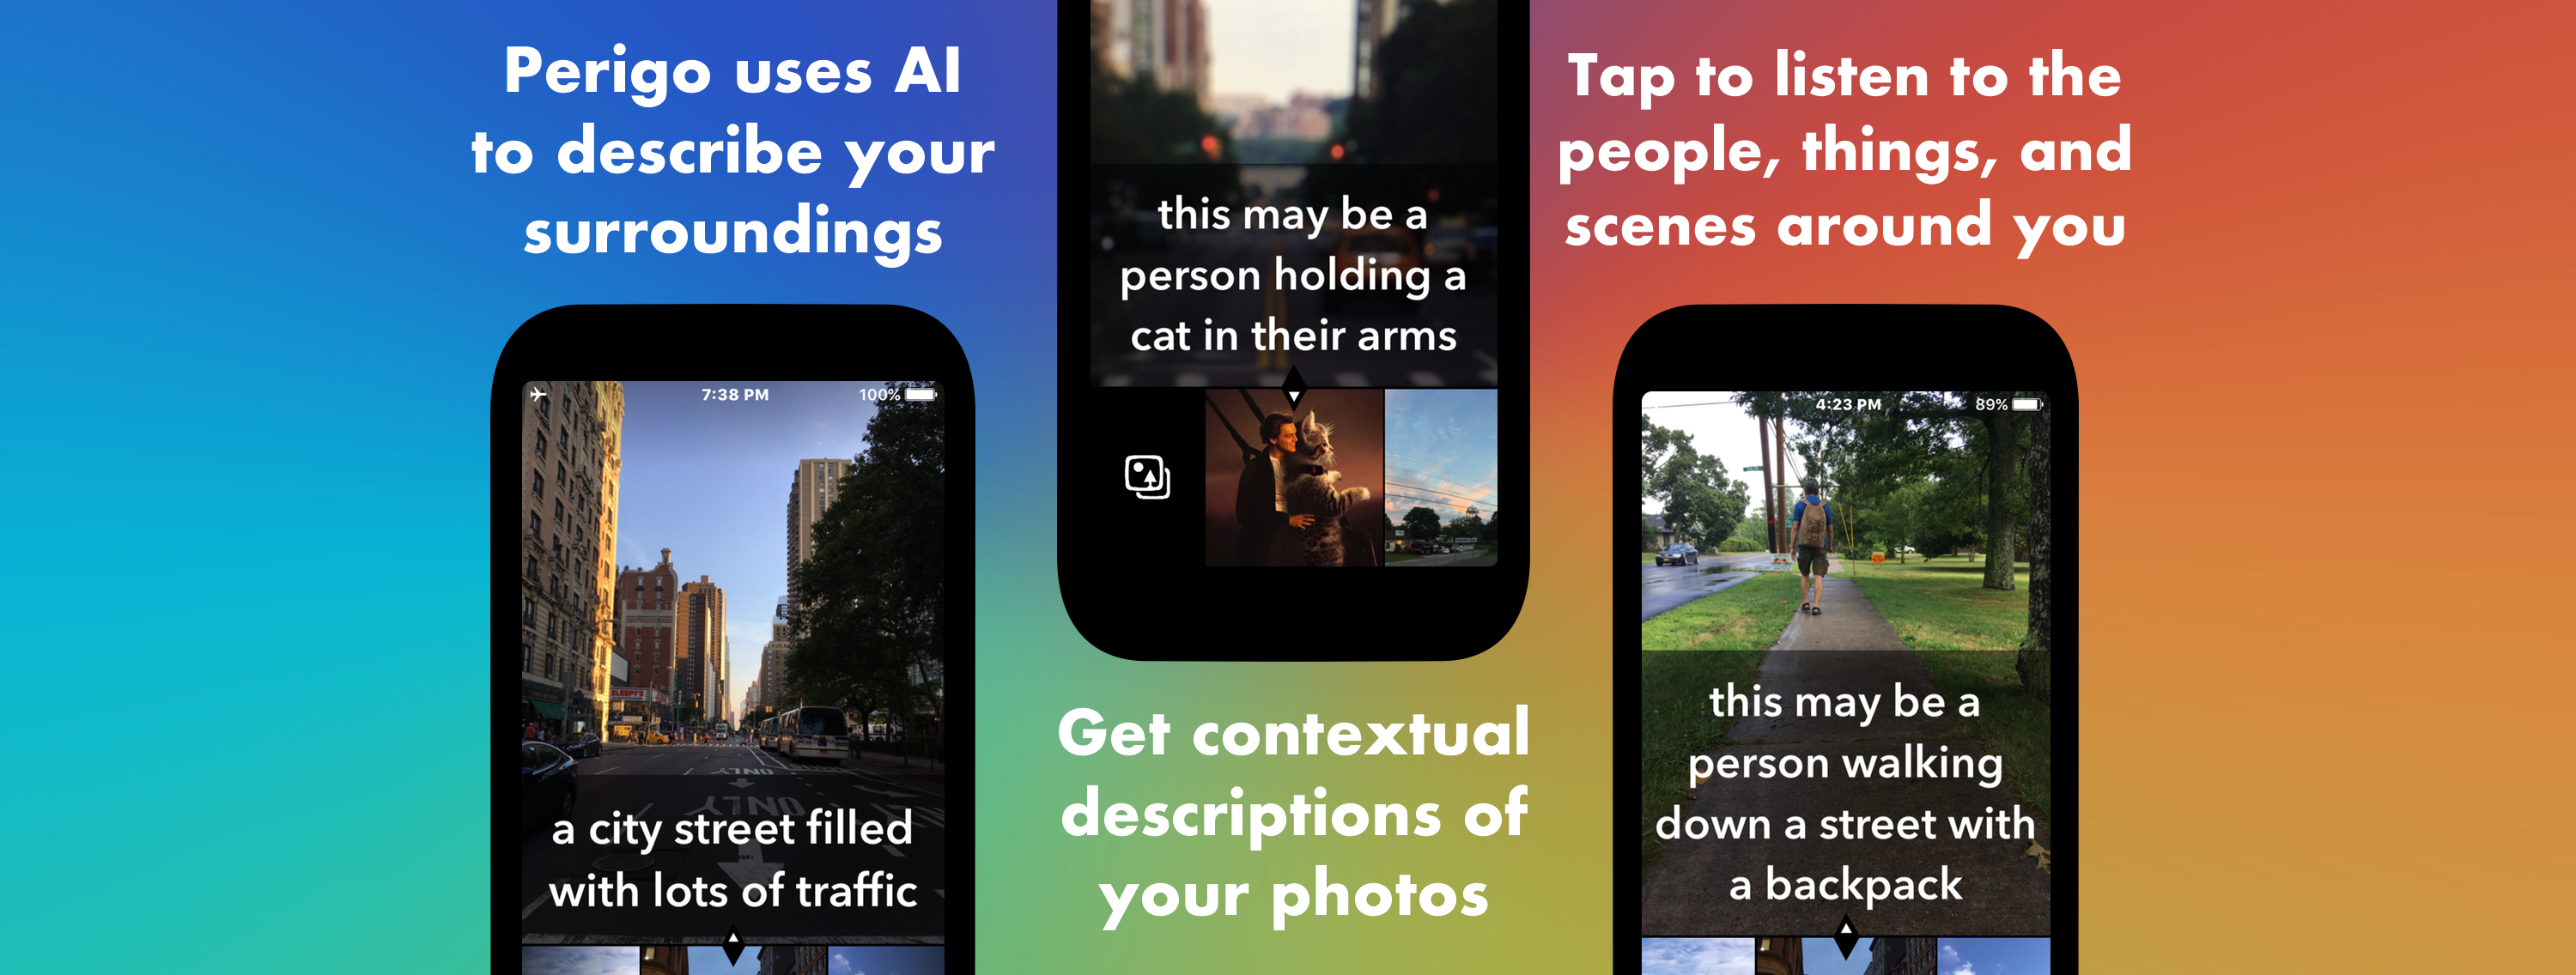 Perigo uses AI
to describe your
surroundings
7:38 PM
100%
SLEEPY'S
ONLY
ONLY
a city street filled
with lots of traffic
this may be a
person holding a
cat in their arms
Get contextual
descriptions of
your photos
Tap to listen to the
people, things, and
scenes around you
4:23 PM
89%
this may be a
person walking
down a street with
a backpack